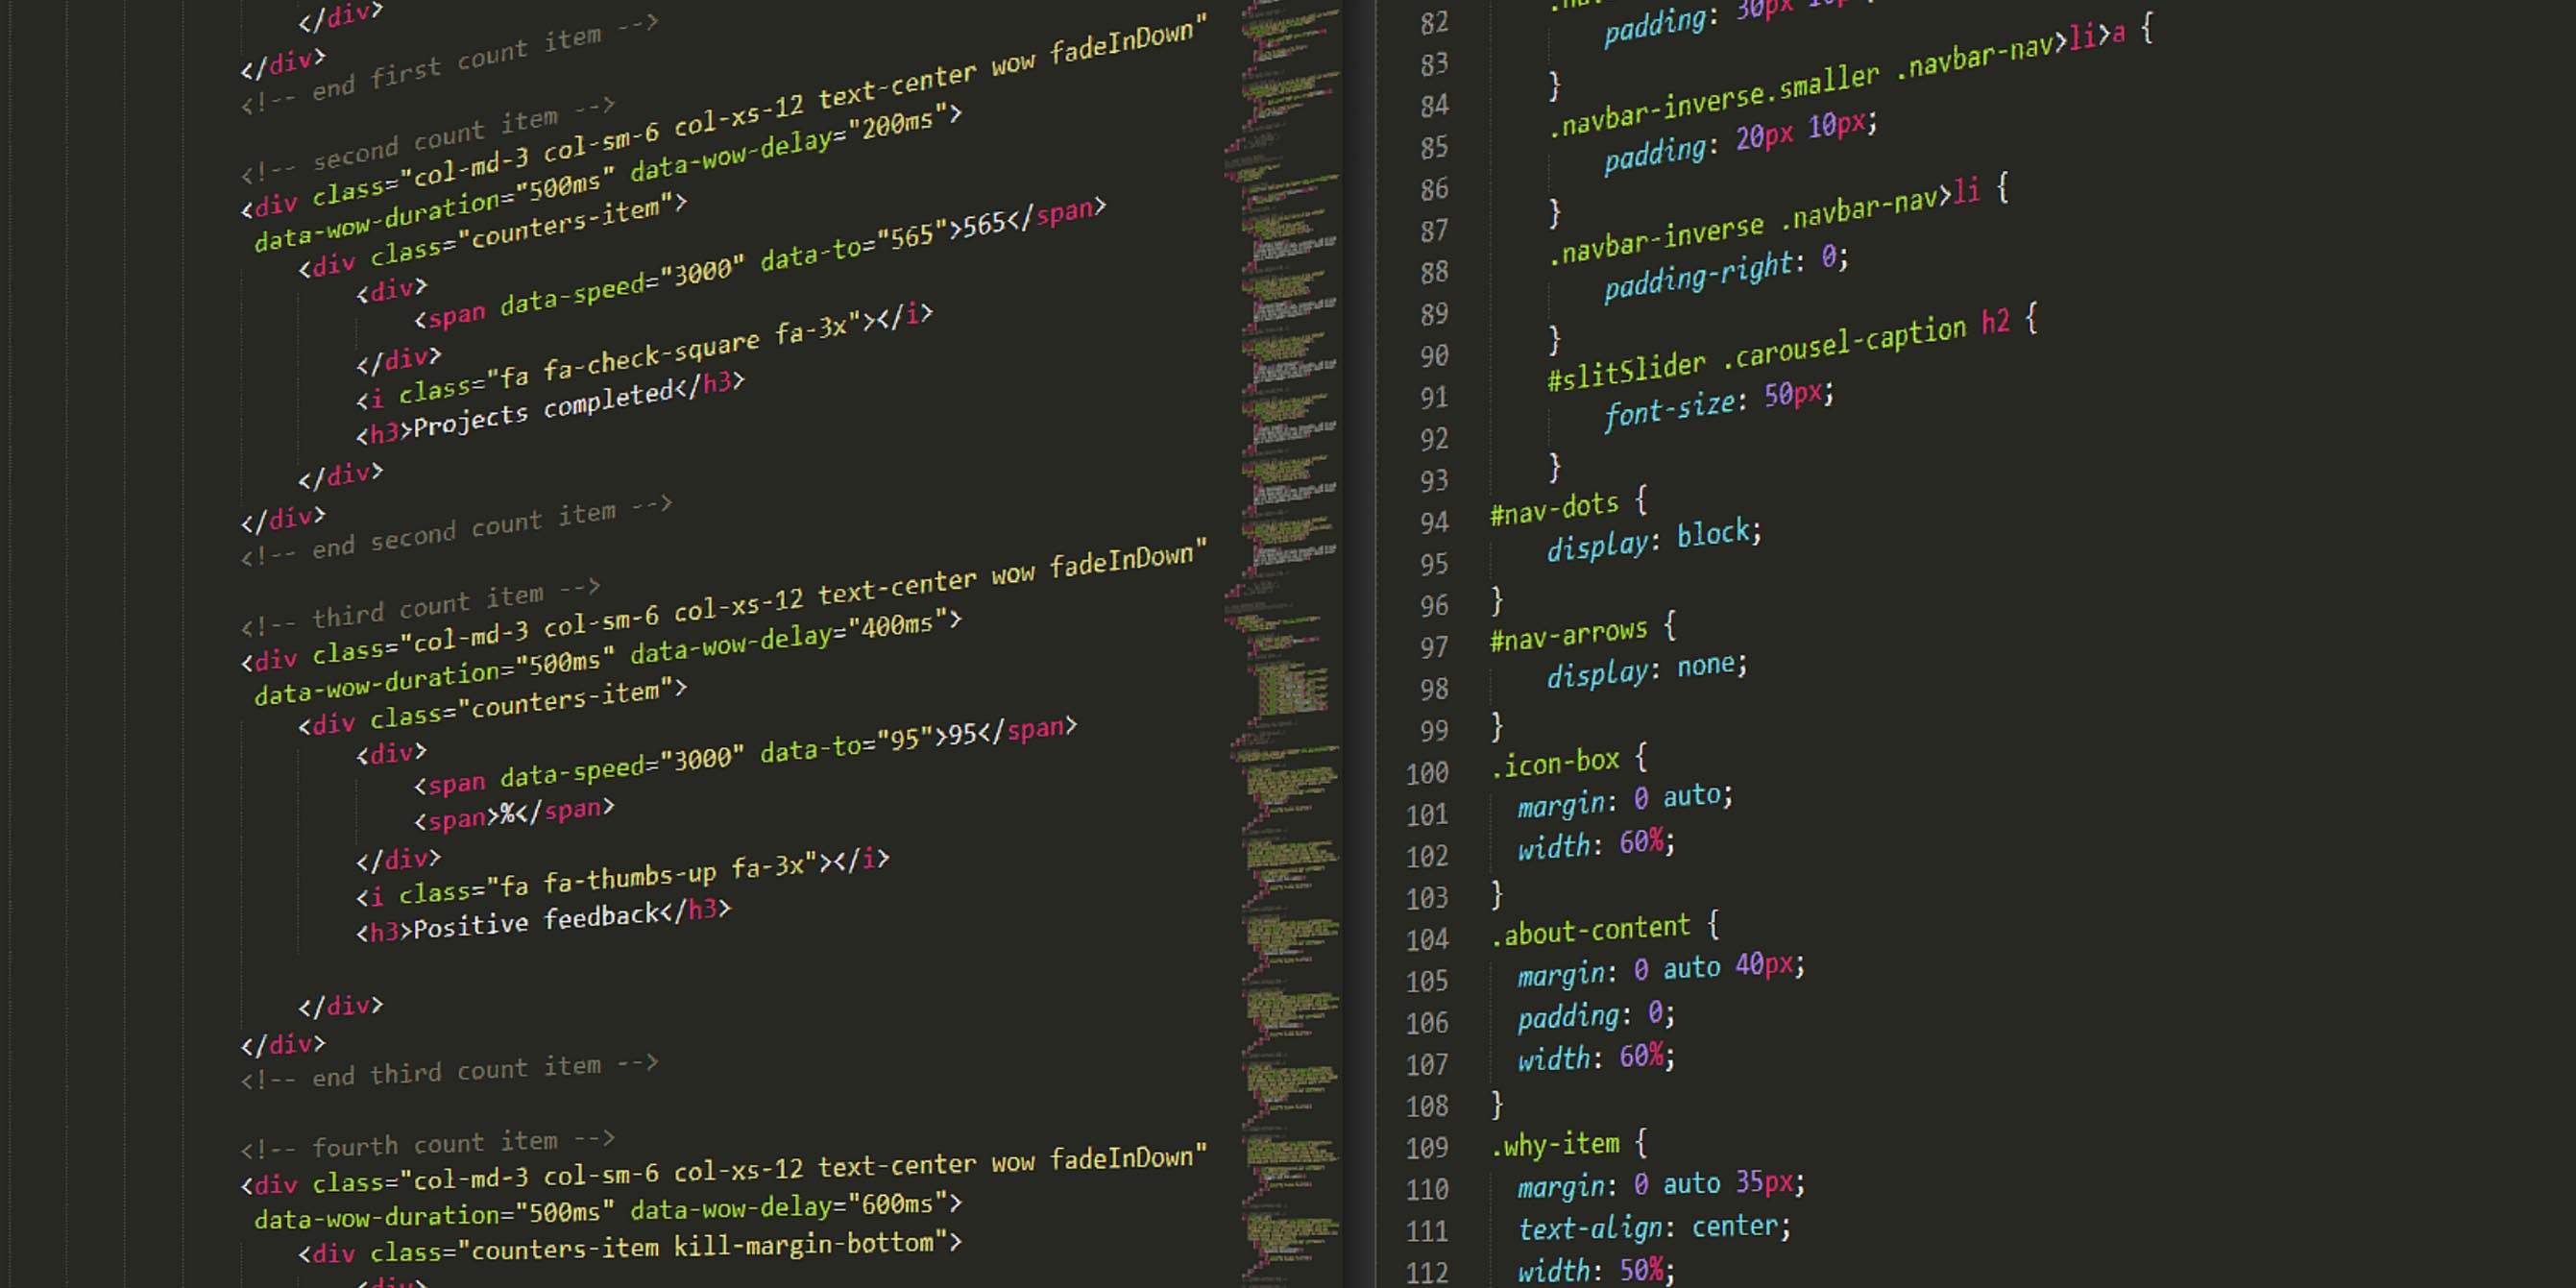 </div>
</div>
<!-- end first count item -->
<!-- second count item -->
<div class="col-md-3 col-sm-6 col-xs-12 text-center wow fadeInDown"
data-wow-duration="500ms" data-wow-delay="200ms">
<div class="counters-item">
<div>
<span data-speed="3000" data-to="565">565</span>
</div>
<i class="fa fa-check-square fa-3x"></i>
<h3>Projects completed</h3>
</div>
</div>
<!-- end second count item -->
<!-- third count item -->
<div class="col-md-3 col-sm-6 col-xs-12 text-center wow fadeInDown"
data-wow-duration="500ms" data-wow-delay="400ms">
<div class="counters-item">
<div>
<span data-speed="3000" data-to="95">95</span>
<span>%</span>
</div>
<i class="fa fa-thumbs-up fa-3x"></i>
<h3>Positive feedback</h3>
</div>
</div>
<!-- end third count item -->
<!-- fourth count item -->
<div class="col-md-3 col-sm-6 col-xs-12 text-center wow fadeInDown"
data-wow-duration="500ms" data-wow-delay="600ms">
<div class="counters-item kill-margin-bottom">
<div>
82 padding: 30px 10px;
83 }
84 .navbar-inverse.smaller .navbar-nav>li>a {
85 padding: 20px 10px;
86 }
87 .navbar-inverse .navbar-nav>li {
88 padding-right: 0;
89 }
90 #slitSlider .carousel-caption h2 {
91 font-size: 50px;
92
93 }
94 #nav-dots {
95 display: block;
96 }
97 #nav-arrows {
98 display: none;
99 }
100 .icon-box {
101 margin: 0 auto;
102 width: 60%;
103 }
104 .about-content {
105 margin: 0 auto 40px;
106 padding: 0;
107 width: 60%;
108 }
109 .why-item {
110 margin: 0 auto 35px;
111 text-align: center;
112 width: 50%;